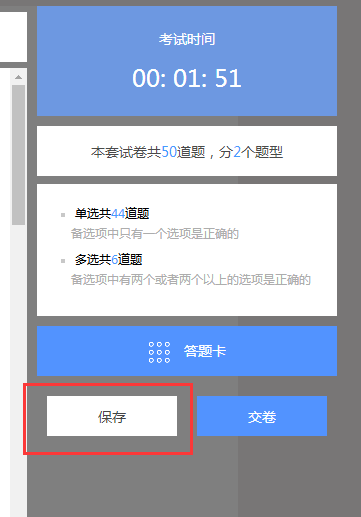 考试时间
00: 01: 51
本套试卷共50道题，分2个题型
单选共44道题
备选项中只有一个选项是正确的
多选共6道题
备选项中有两个或者两个以上的选项是正确的
答题卡
保存
交卷